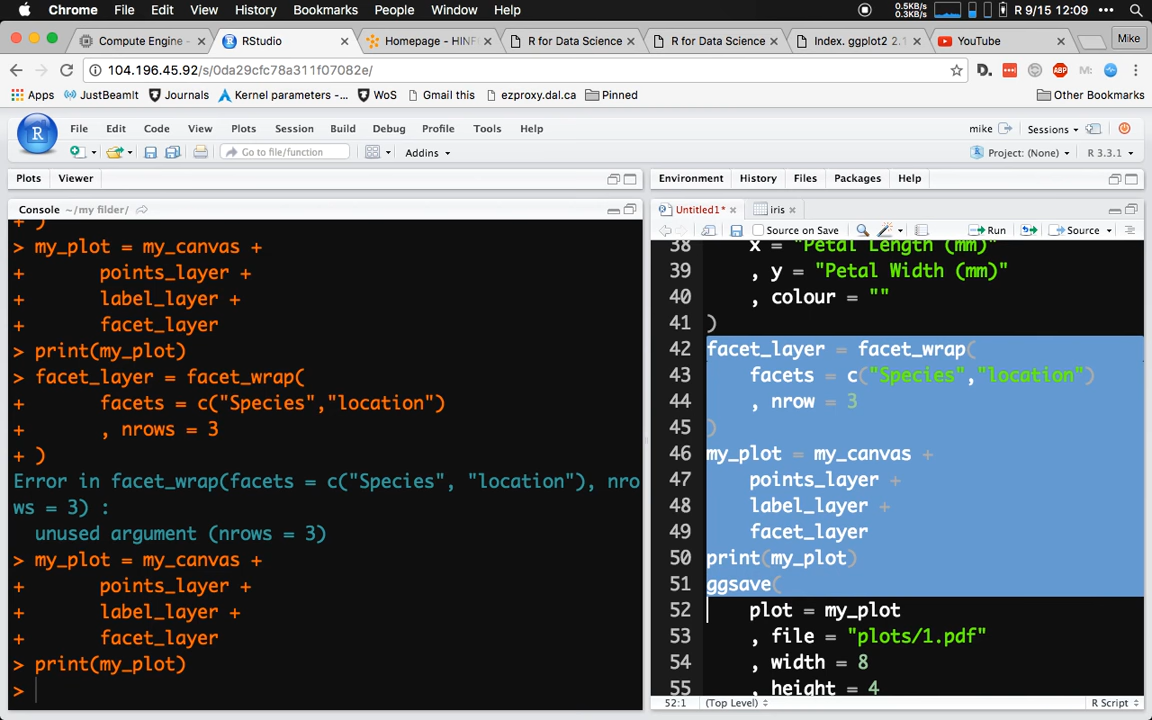 Chrome File Edit View History Bookmarks People Window Help 0.5KB/s 0.3KB/s R 9/15 12:09
Compute Engine - RStudio Homepage - HINF R for Data Science R for Data Science Index. ggplot2 2.1 YouTube Mike
104.196.45.92/s/0da29cfc78a311f07082e/ D. ABP M:
Apps JustBeamIt Journals Kernel parameters -... WoS Gmail this ezproxy.dal.ca Pinned Other Bookmarks
R File Edit Code View Plots Session Build Debug Profile Tools Help mike Sessions
Go to file/function Addins Project: (None) R 3.3.1
Plots Viewer
Console ~/my filder/
+ )
> my_plot = my_canvas +
+ points_layer +
+ label_layer +
+ facet_layer
> print(my_plot)
> facet_layer = facet_wrap(
+ facets = c("Species","location")
+ , nrows = 3
+ )
Error in facet_wrap(facets = c("Species", "location"), nro
ws = 3) :
unused argument (nrows = 3)
> my_plot = my_canvas +
+ points_layer +
+ label_layer +
+ facet_layer
> print(my_plot)
>
Environment History Files Packages Help
Untitled1* iris
Source on Save Run Source
38 x = "Petal Length (mm)"
39 , y = "Petal Width (mm)"
40 , colour = ""
41 )
42 facet_layer = facet_wrap(
43 facets = c("Species","location")
44 , nrow = 3
45 )
46 my_plot = my_canvas +
47 points_layer +
48 label_layer +
49 facet_layer
50 print(my_plot)
51 ggsave(
52 plot = my_plot
53 , file = "plots/1.pdf"
54 , width = 8
55 , height = 4
52:1 (Top Level) R Script